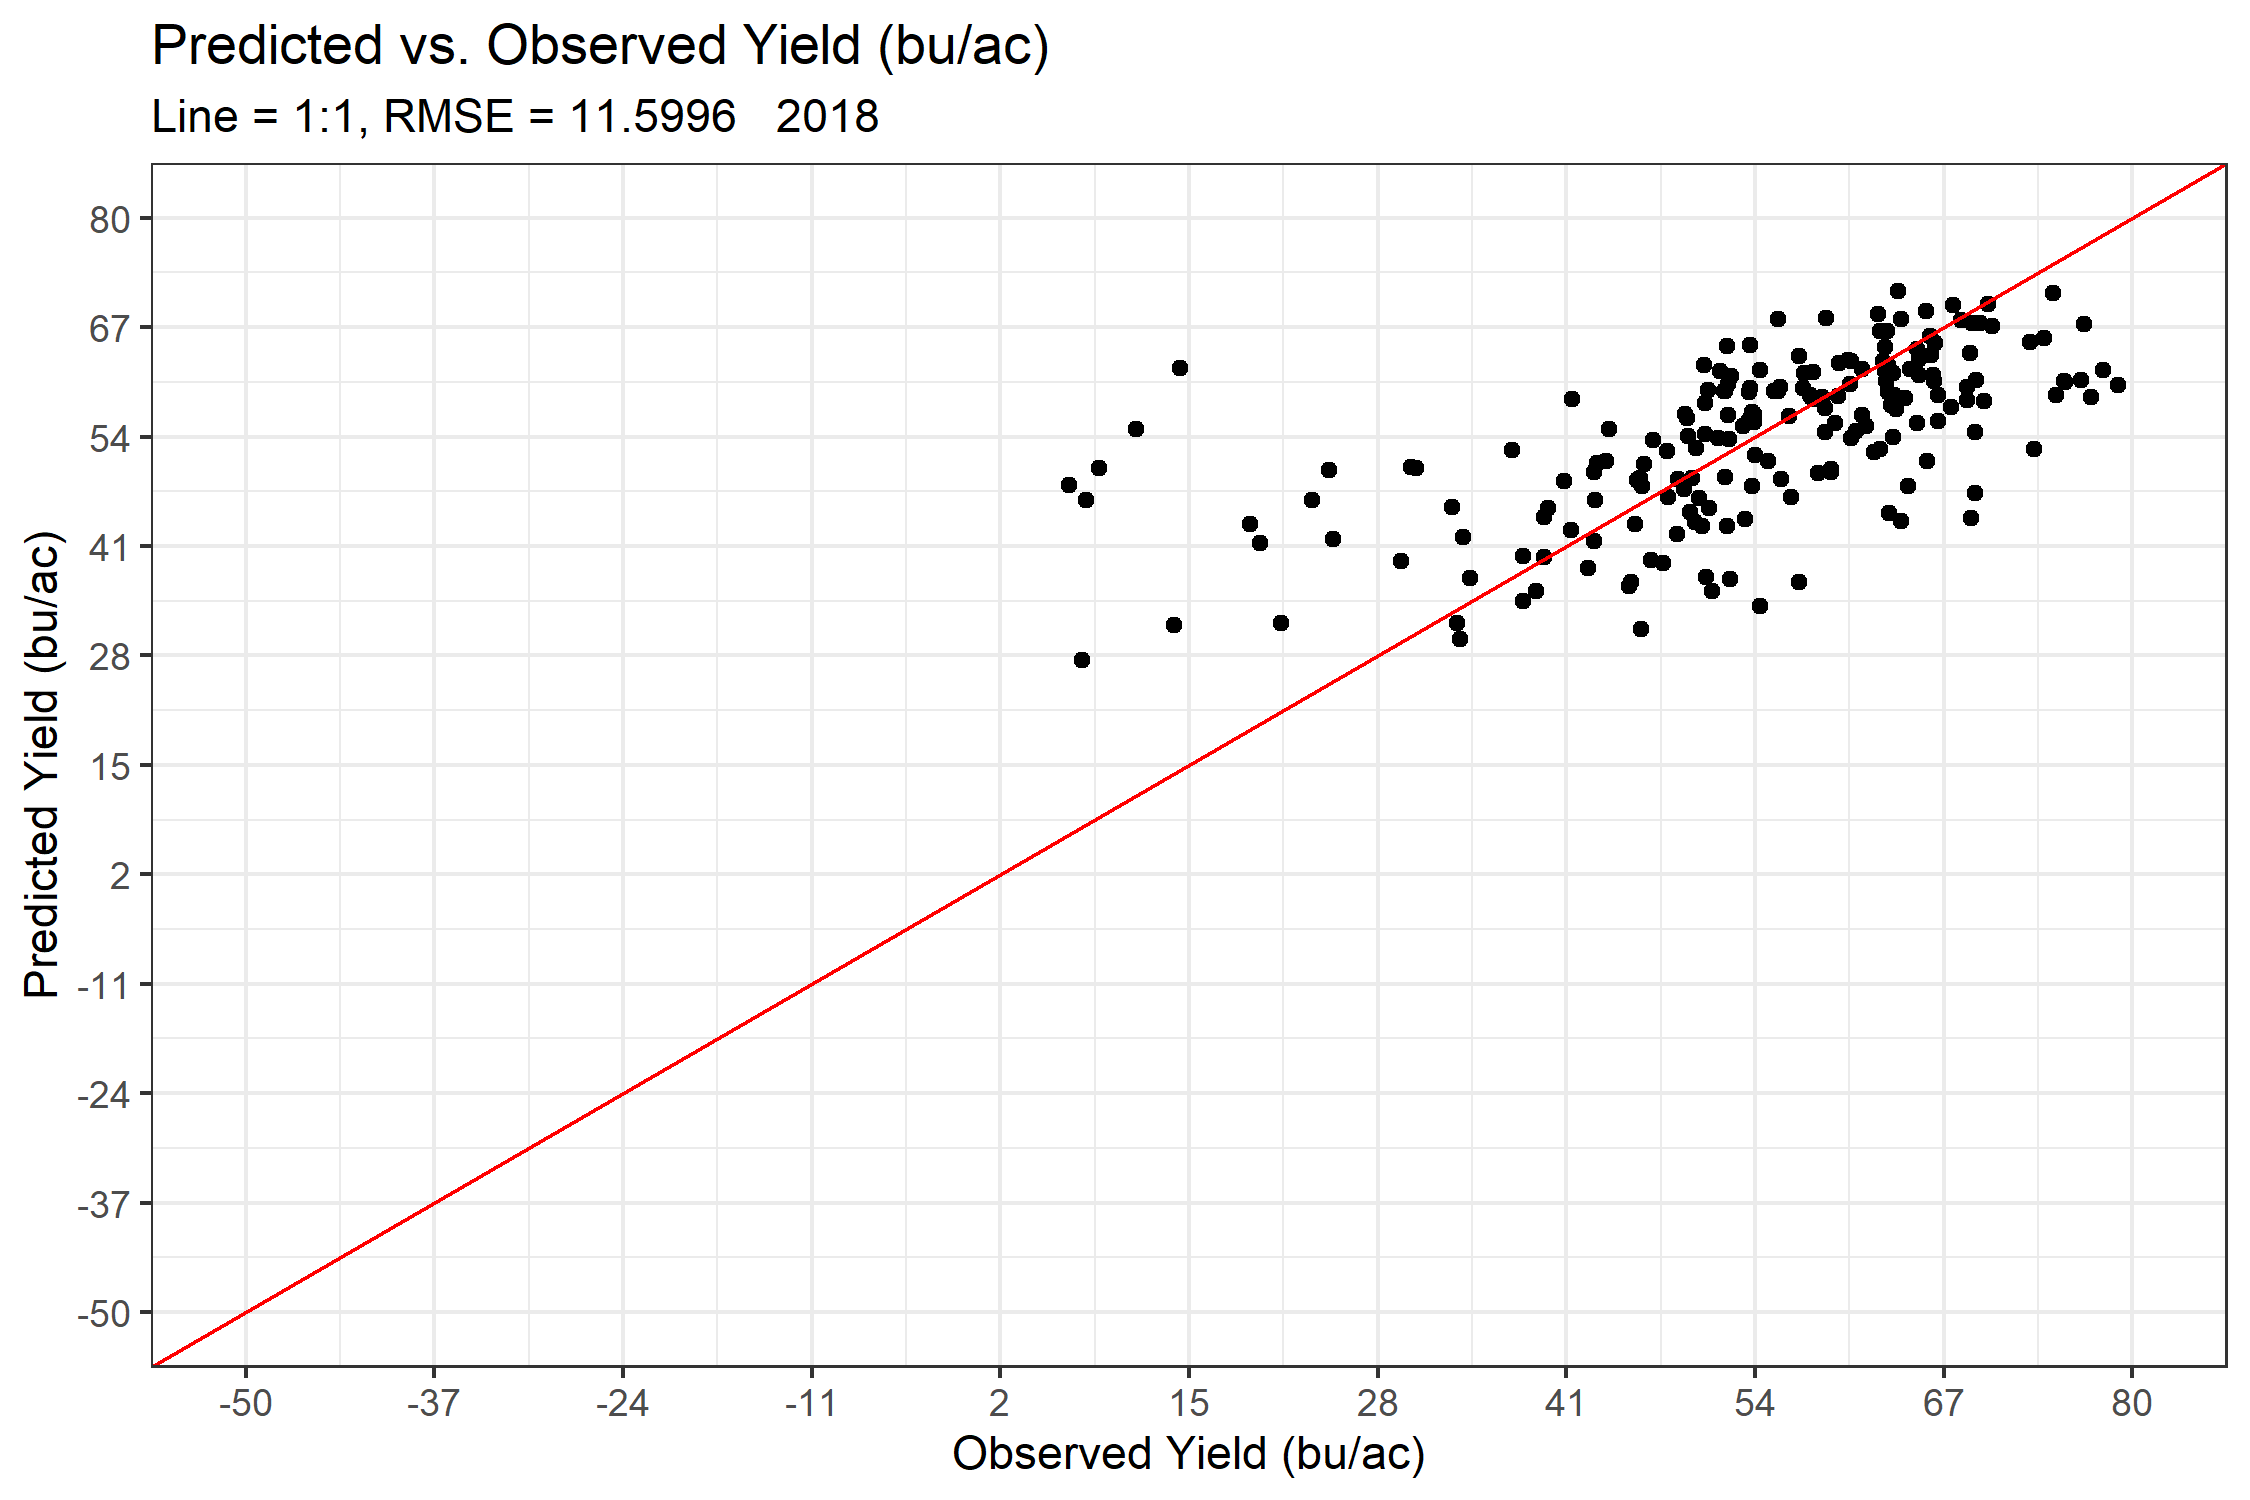 Predicted vs. Observed Yield (bu/ac)
Line = 1:1, RMSE = 11.5996   2018
Predicted Yield (bu/ac)
80
67
54
41
28
15
2
-11
-24
-37
-50
-50 -37 -24 -11 2 15 28 41 54 67 80
Observed Yield (bu/ac)